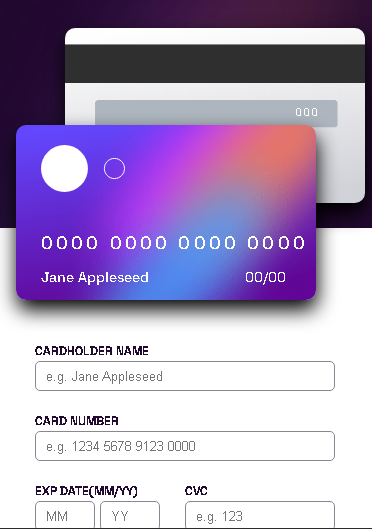 000
0000 0000 0000 0000
Jane Appleseed 00/00
CARDHOLDER NAME
e.g. Jane Appleseed
CARD NUMBER
e.g. 1234 5678 9123 0000
EXP DATE(MM/YY) CVC
MM YY e.g. 123